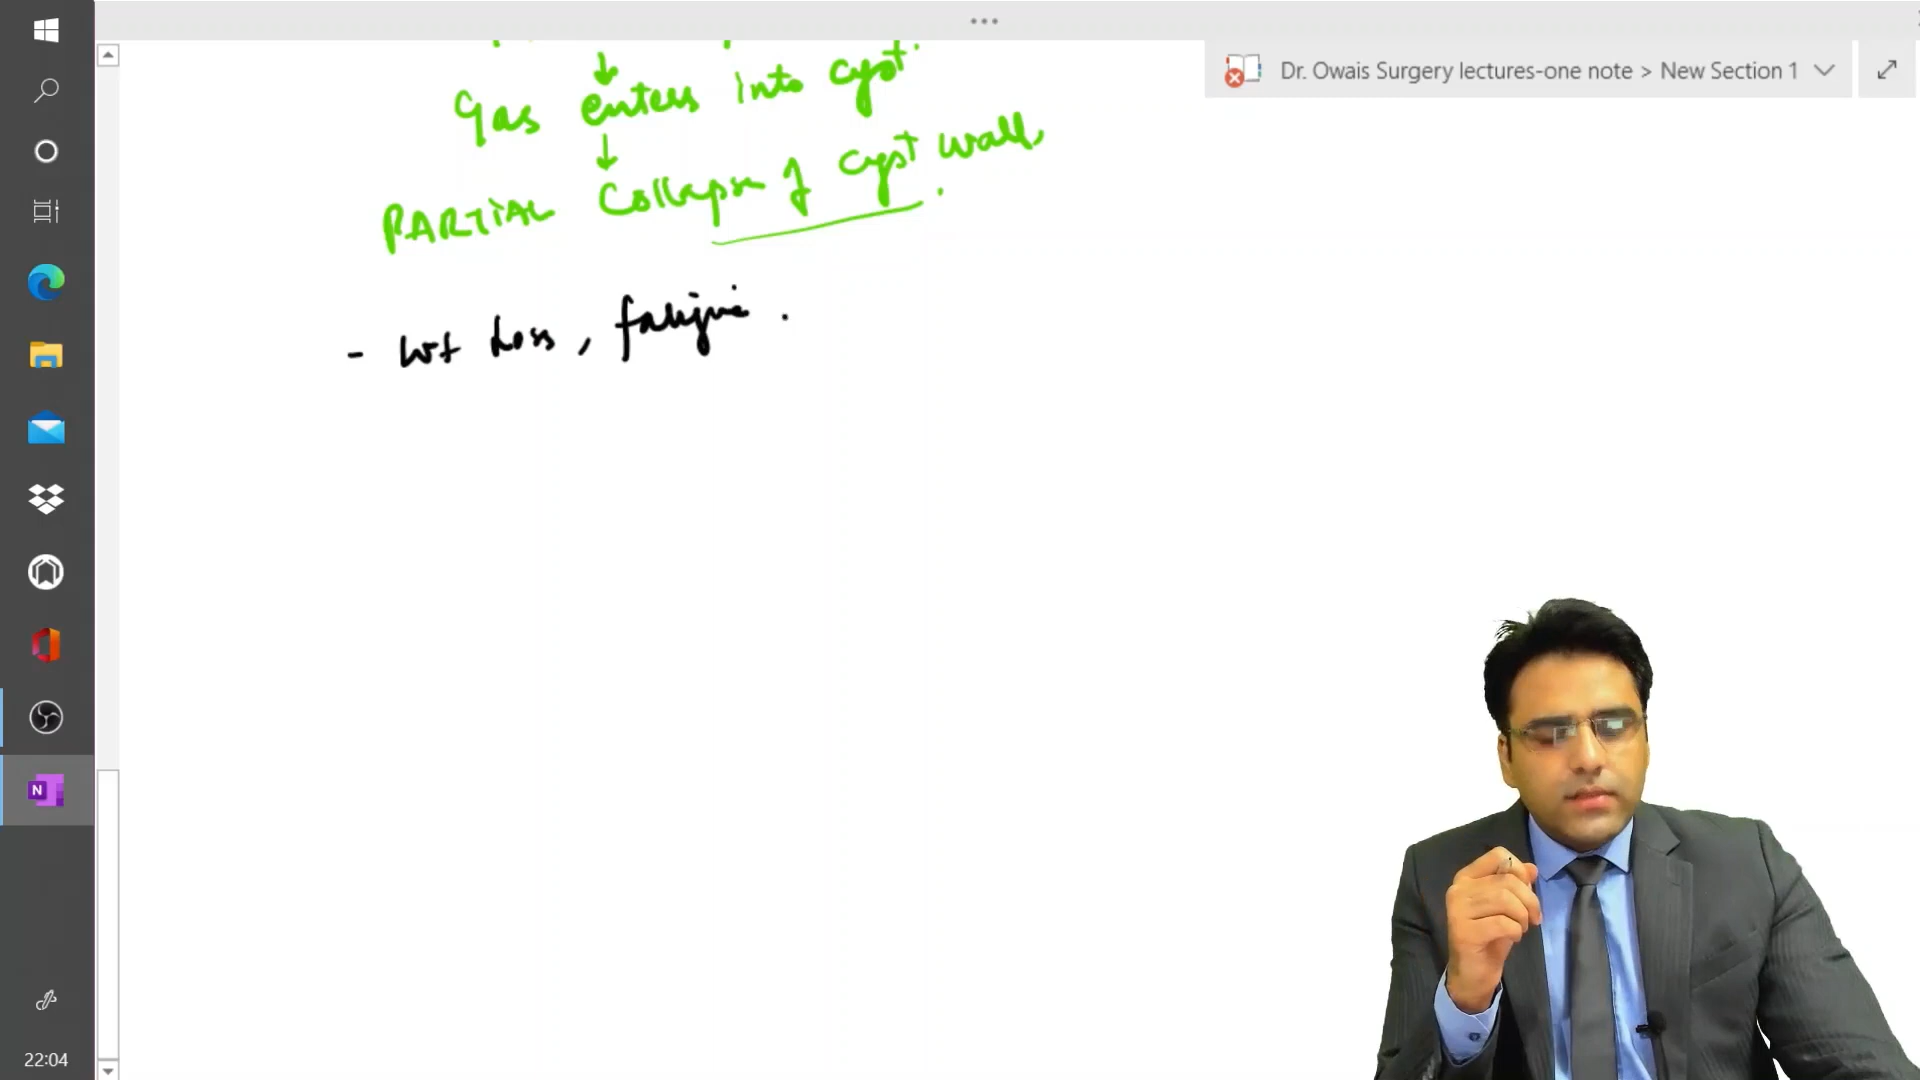 Dr. Owais Surgery lectures-one note > New Section 1
Gas enters into cyst.
PARTIAL Collapse of cyst wall
- wt loss, fatigue.
N
22:04